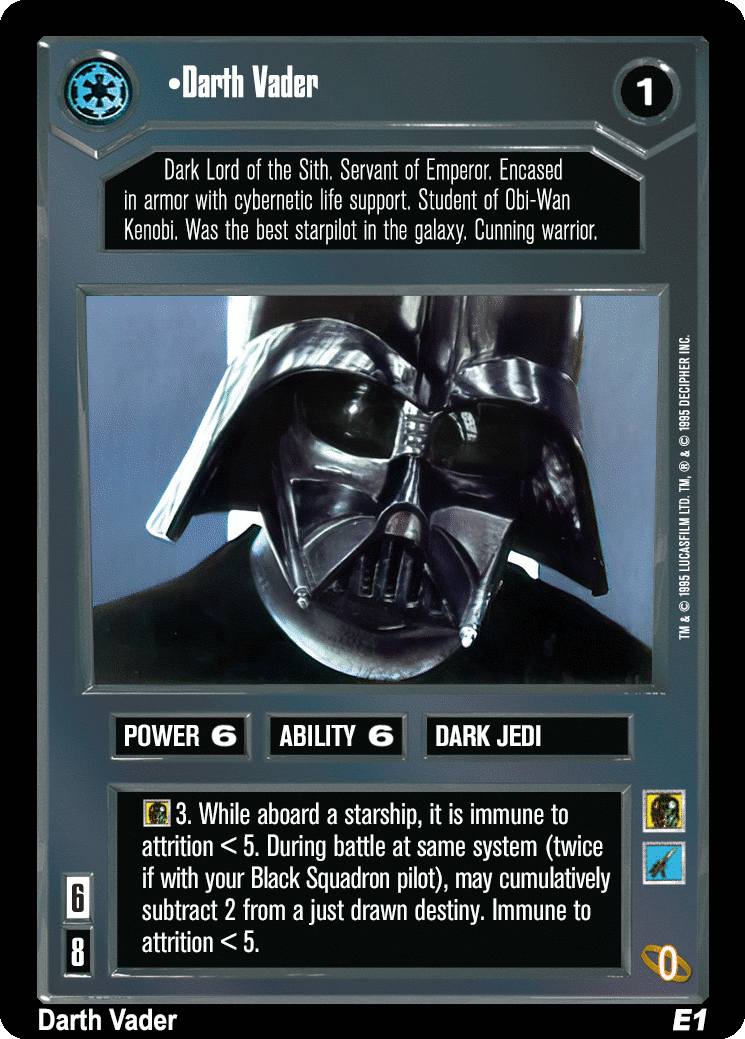 •Darth Vader
1
Dark Lord of the Sith. Servant of Emperor. Encased
in armor with cybernetic life support. Student of Obi-Wan
Kenobi. Was the best starpilot in the galaxy. Cunning warrior.
TM & © 1995 LUCASFILM LTD. TM, ® & © 1995 DECIPHER INC.
POWER 6
ABILITY 6
DARK JEDI
3. While aboard a starship, it is immune to
attrition < 5. During battle at same system (twice
if with your Black Squadron pilot), may cumulatively
subtract 2 from a just drawn destiny. Immune to
attrition < 5.
6
8
0
Darth Vader
E1